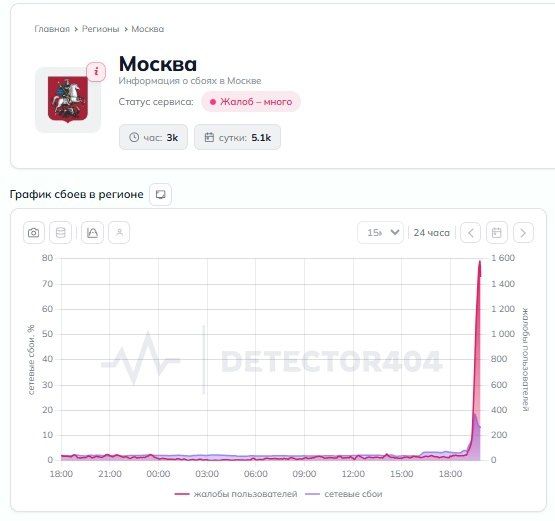 Главная > Регионы > Москва
Москва
i
Информация о сбоях в Москве
Статус сервиса: Жалоб – много
час: 3k сутки: 5.1k
График сбоев в регионе
24 часа
80 1 600
70 1 400
60 1 200
50 1 000
40 800
30 600
20 400
10 200
0 0
сетевые сбои, %
жалобы пользователей
DETECTOR404
18:00 21:00 00:00 03:00 06:00 09:00 12:00 15:00 18:00
жалобы пользователей сетевые сбои